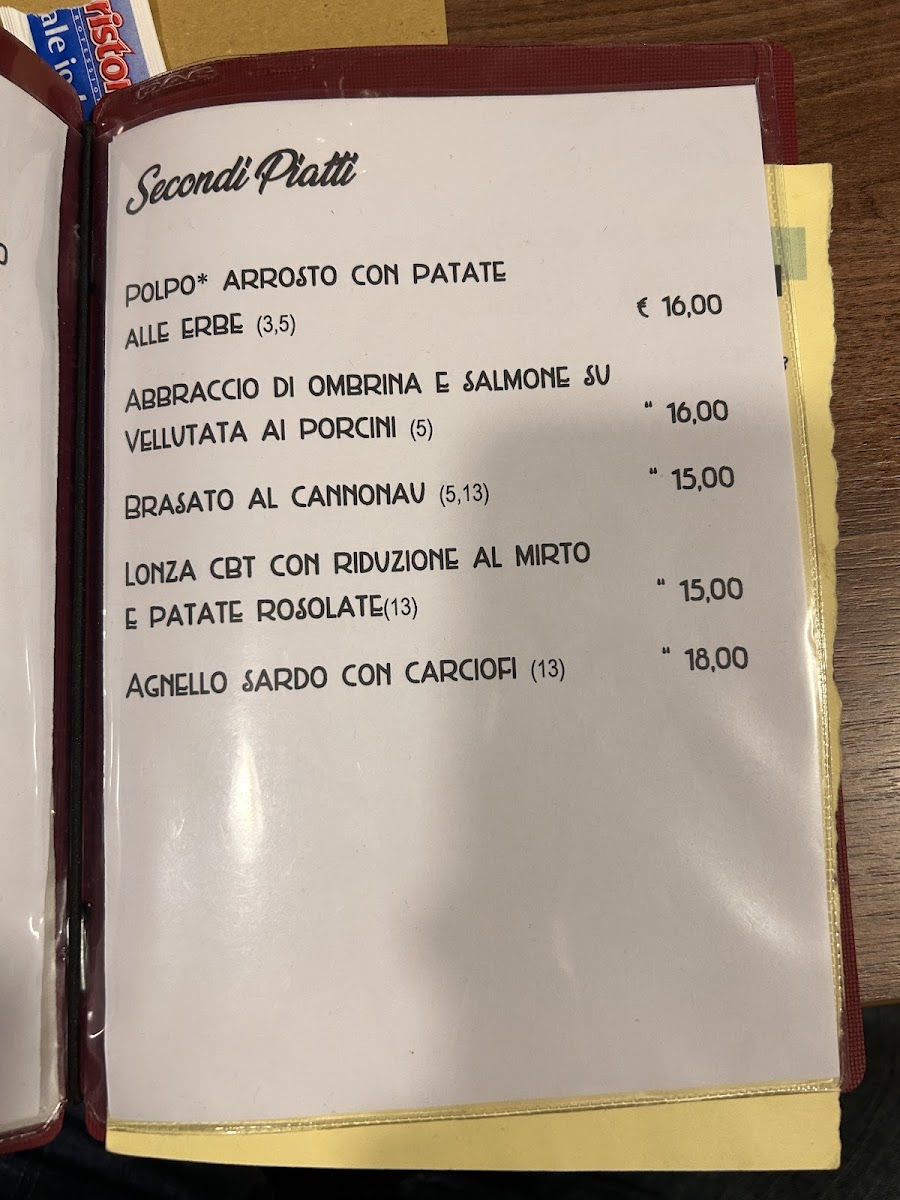 Secondi Piatti
POLPO* ARROSTO CON PATATE
ALLE ERBE (3,5)
€ 16,00
ABBRACCIO DI OMBRINA E SALMONE SU
VELLUTATA AI PORCINI (5)
" 16,00
BRASATO AL CANNONAU (5,13)
" 15,00
LONZA CBT CON RIDUZIONE AL MIRTO
E PATATE ROSOLATE(13)
" 15,00
AGNELLO SARDO CON CARCIOFI (13)
" 18,00